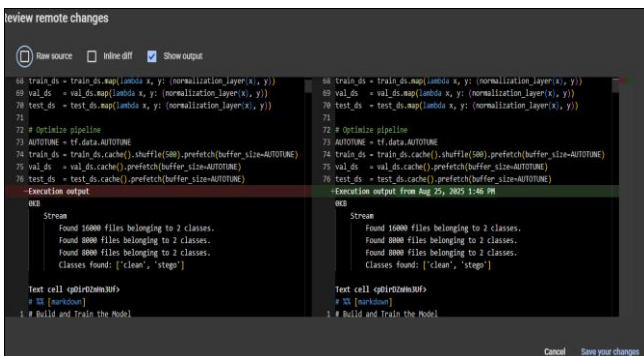 Review remote changes
Raw source Inline diff Show output
68 train_ds = train_ds.map(lambda x, y: (normalization_layer(x), y))
69 val_ds = val_ds.map(lambda x, y: (normalization_layer(x), y))
70 test_ds = test_ds.map(lambda x, y: (normalization_layer(x), y))
71
72 # Optimize pipeline
73 AUTOTUNE = tf.data.AUTOTUNE
74 train_ds = train_ds.cache().shuffle(500).prefetch(buffer_size=AUTOTUNE)
75 val_ds = val_ds.cache().prefetch(buffer_size=AUTOTUNE)
76 test_ds = test_ds.cache().prefetch(buffer_size=AUTOTUNE)
-Execution output
0KB
Stream
Found 16000 files belonging to 2 classes.
Found 8000 files belonging to 2 classes.
Found 8000 files belonging to 2 classes.
Classes found: ['clean', 'stego']
Text cell <pDirDZmHn3Uf>
# %% [markdown]
1 # Build and Train the Model
68 train_ds = train_ds.map(lambda x, y: (normalization_layer(x), y))
69 val_ds = val_ds.map(lambda x, y: (normalization_layer(x), y))
70 test_ds = test_ds.map(lambda x, y: (normalization_layer(x), y))
71
72 # Optimize pipeline
73 AUTOTUNE = tf.data.AUTOTUNE
74 train_ds = train_ds.cache().shuffle(500).prefetch(buffer_size=AUTOTUNE)
75 val_ds = val_ds.cache().prefetch(buffer_size=AUTOTUNE)
76 test_ds = test_ds.cache().prefetch(buffer_size=AUTOTUNE)
+Execution output from Aug 25, 2025 1:46 PM
0KB
Stream
Found 16000 files belonging to 2 classes.
Found 8000 files belonging to 2 classes.
Found 8000 files belonging to 2 classes.
Classes found: ['clean', 'stego']
Text cell <pDirDZmHn3Uf>
# %% [markdown]
1 # Build and Train the Model
Cancel Save your changes